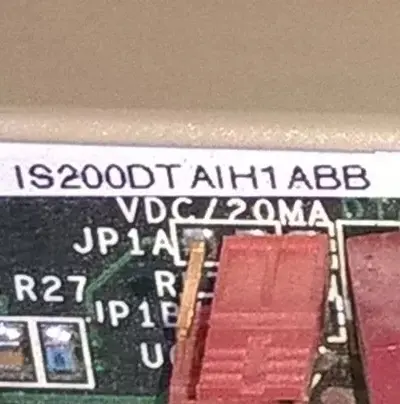 IS200DTAIH1ABB
VDC/20MA
JP1A
R27
JP1B